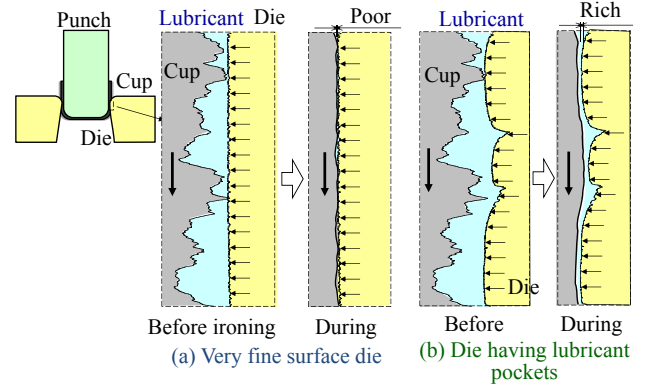 Punch
Cup
Die
Lubricant Die
Cup
Poor
Before ironing
During
(a) Very fine surface die
Lubricant
Cup
Die
Rich
Before
During
(b) Die having lubricant
pockets